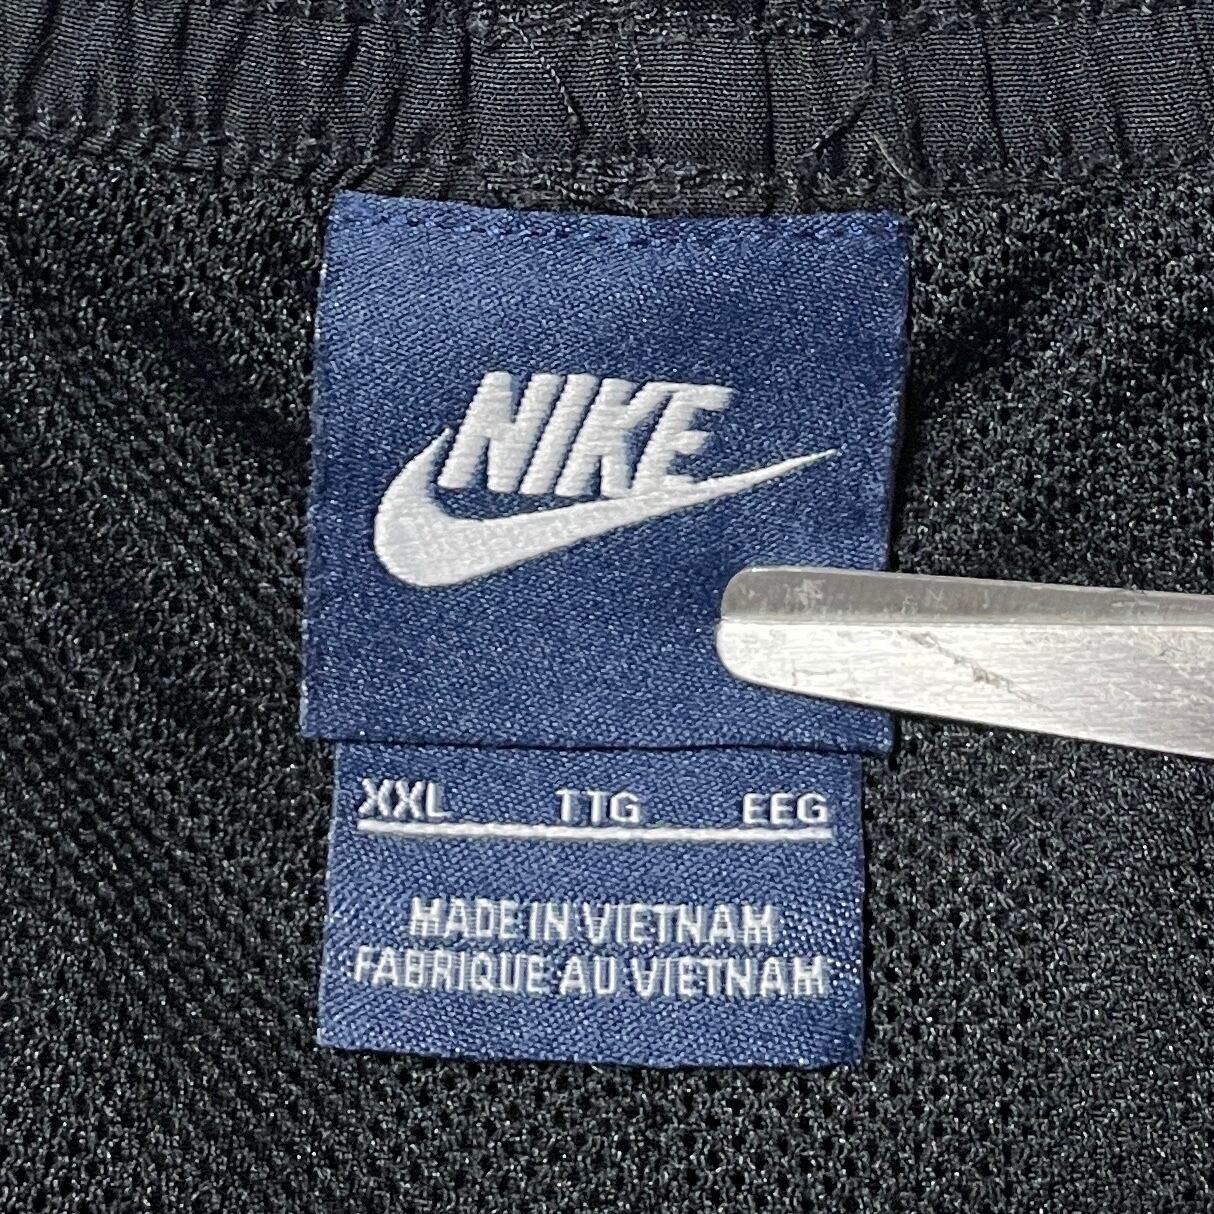 NIKE
XXL TTG EEG
MADE IN VIETNAM
FABRIQUE AU VIETNAM